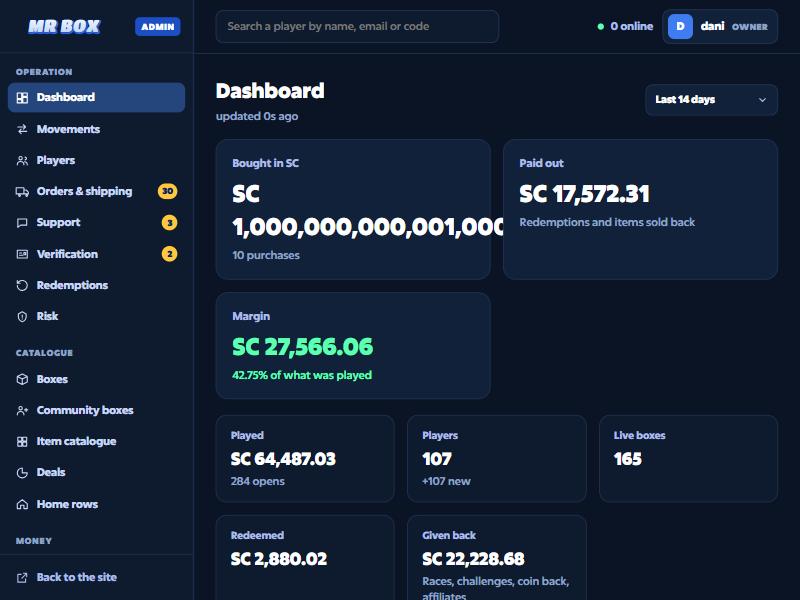 MR BOX
ADMIN
Search a player by name, email or code
0 online
D
dani
OWNER
OPERATION
Dashboard
Movements
Players
Orders & shipping
30
Support
3
Verification
2
Redemptions
Risk
CATALOGUE
Boxes
Community boxes
Item catalogue
Deals
Home rows
MONEY
Back to the site
Dashboard
updated 0s ago
Last 14 days
Bought in SC
SC
1,000,000,000,001,000
10 purchases
Paid out
SC 17,572.31
Redemptions and items sold back
Margin
SC 27,566.06
42.75% of what was played
Played
SC 64,487.03
284 opens
Players
107
+107 new
Live boxes
165
Redeemed
SC 2,880.02
Given back
SC 22,228.68
Races, challenges, coin back,
affiliates